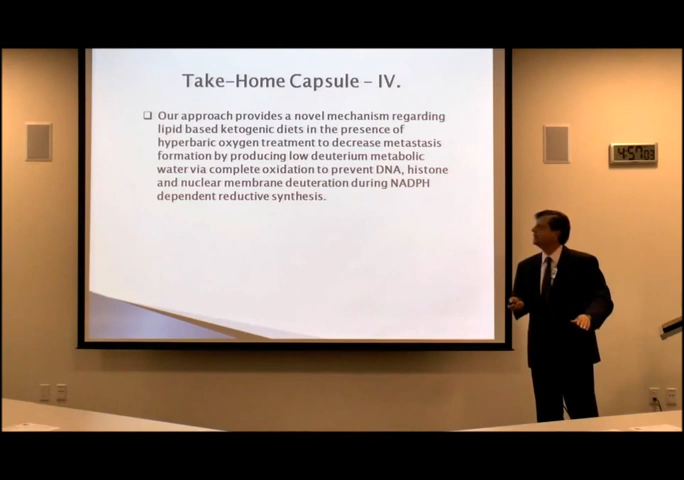 Take-Home Capsule – IV.
❑ Our approach provides a novel mechanism regarding
lipid based ketogenic diets in the presence of
hyperbaric oxygen treatment to decrease metastasis
formation by producing low deuterium metabolic
water via complete oxidation to prevent DNA, histone
and nuclear membrane deuteration during NADPH
dependent reductive synthesis.
4:57:03